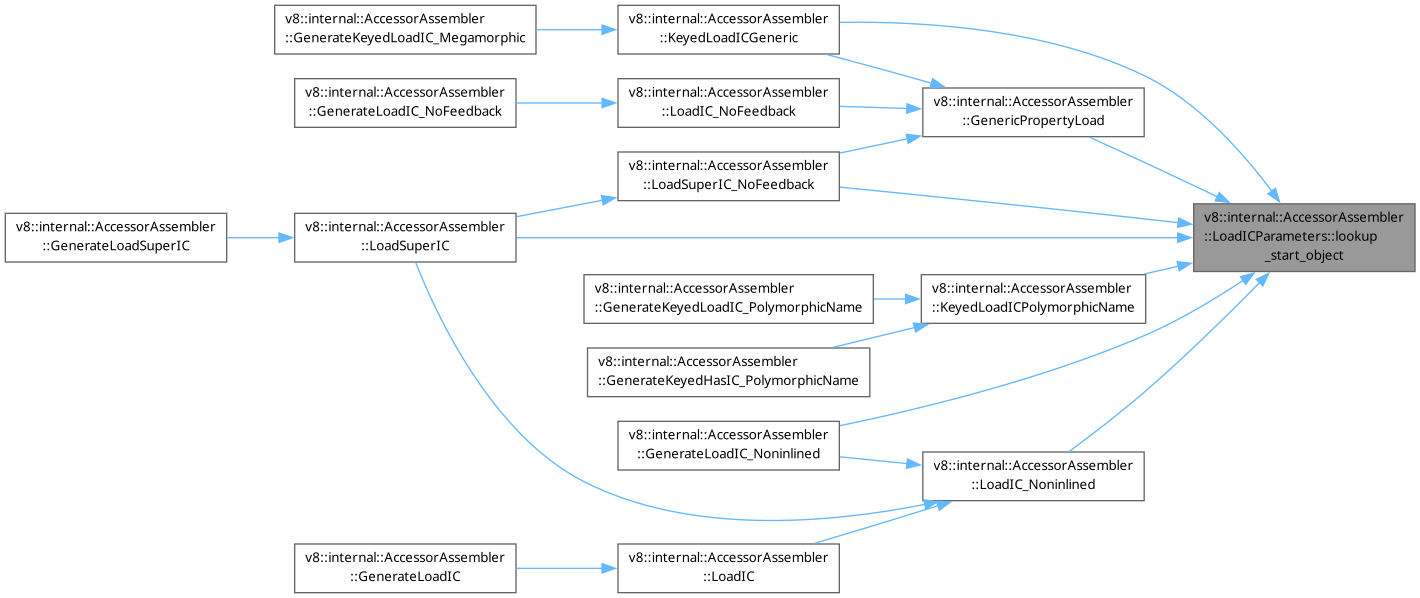 v8::internal::AccessorAssembler
::GenerateKeyedLoadIC_Megamorphic
v8::internal::AccessorAssembler
::KeyedLoadICGeneric
v8::internal::AccessorAssembler
::GenerateLoadIC_NoFeedback
v8::internal::AccessorAssembler
::LoadIC_NoFeedback
v8::internal::AccessorAssembler
::GenericPropertyLoad
v8::internal::AccessorAssembler
::LoadSuperIC_NoFeedback
v8::internal::AccessorAssembler
::GenerateLoadSuperIC
v8::internal::AccessorAssembler
::LoadSuperIC
v8::internal::AccessorAssembler
::LoadICParameters::lookup
_start_object
v8::internal::AccessorAssembler
::GenerateKeyedLoadIC_PolymorphicName
v8::internal::AccessorAssembler
::KeyedLoadICPolymorphicName
v8::internal::AccessorAssembler
::GenerateKeyedHasIC_PolymorphicName
v8::internal::AccessorAssembler
::GenerateLoadIC_Noninlined
v8::internal::AccessorAssembler
::LoadIC_Noninlined
v8::internal::AccessorAssembler
::GenerateLoadIC
v8::internal::AccessorAssembler
::LoadIC